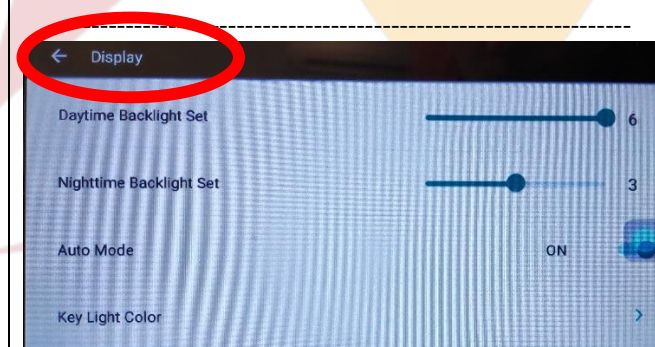 ← Display
Daytime Backlight Set 6
Nighttime Backlight Set 3
Auto Mode ON
Key Light Color >